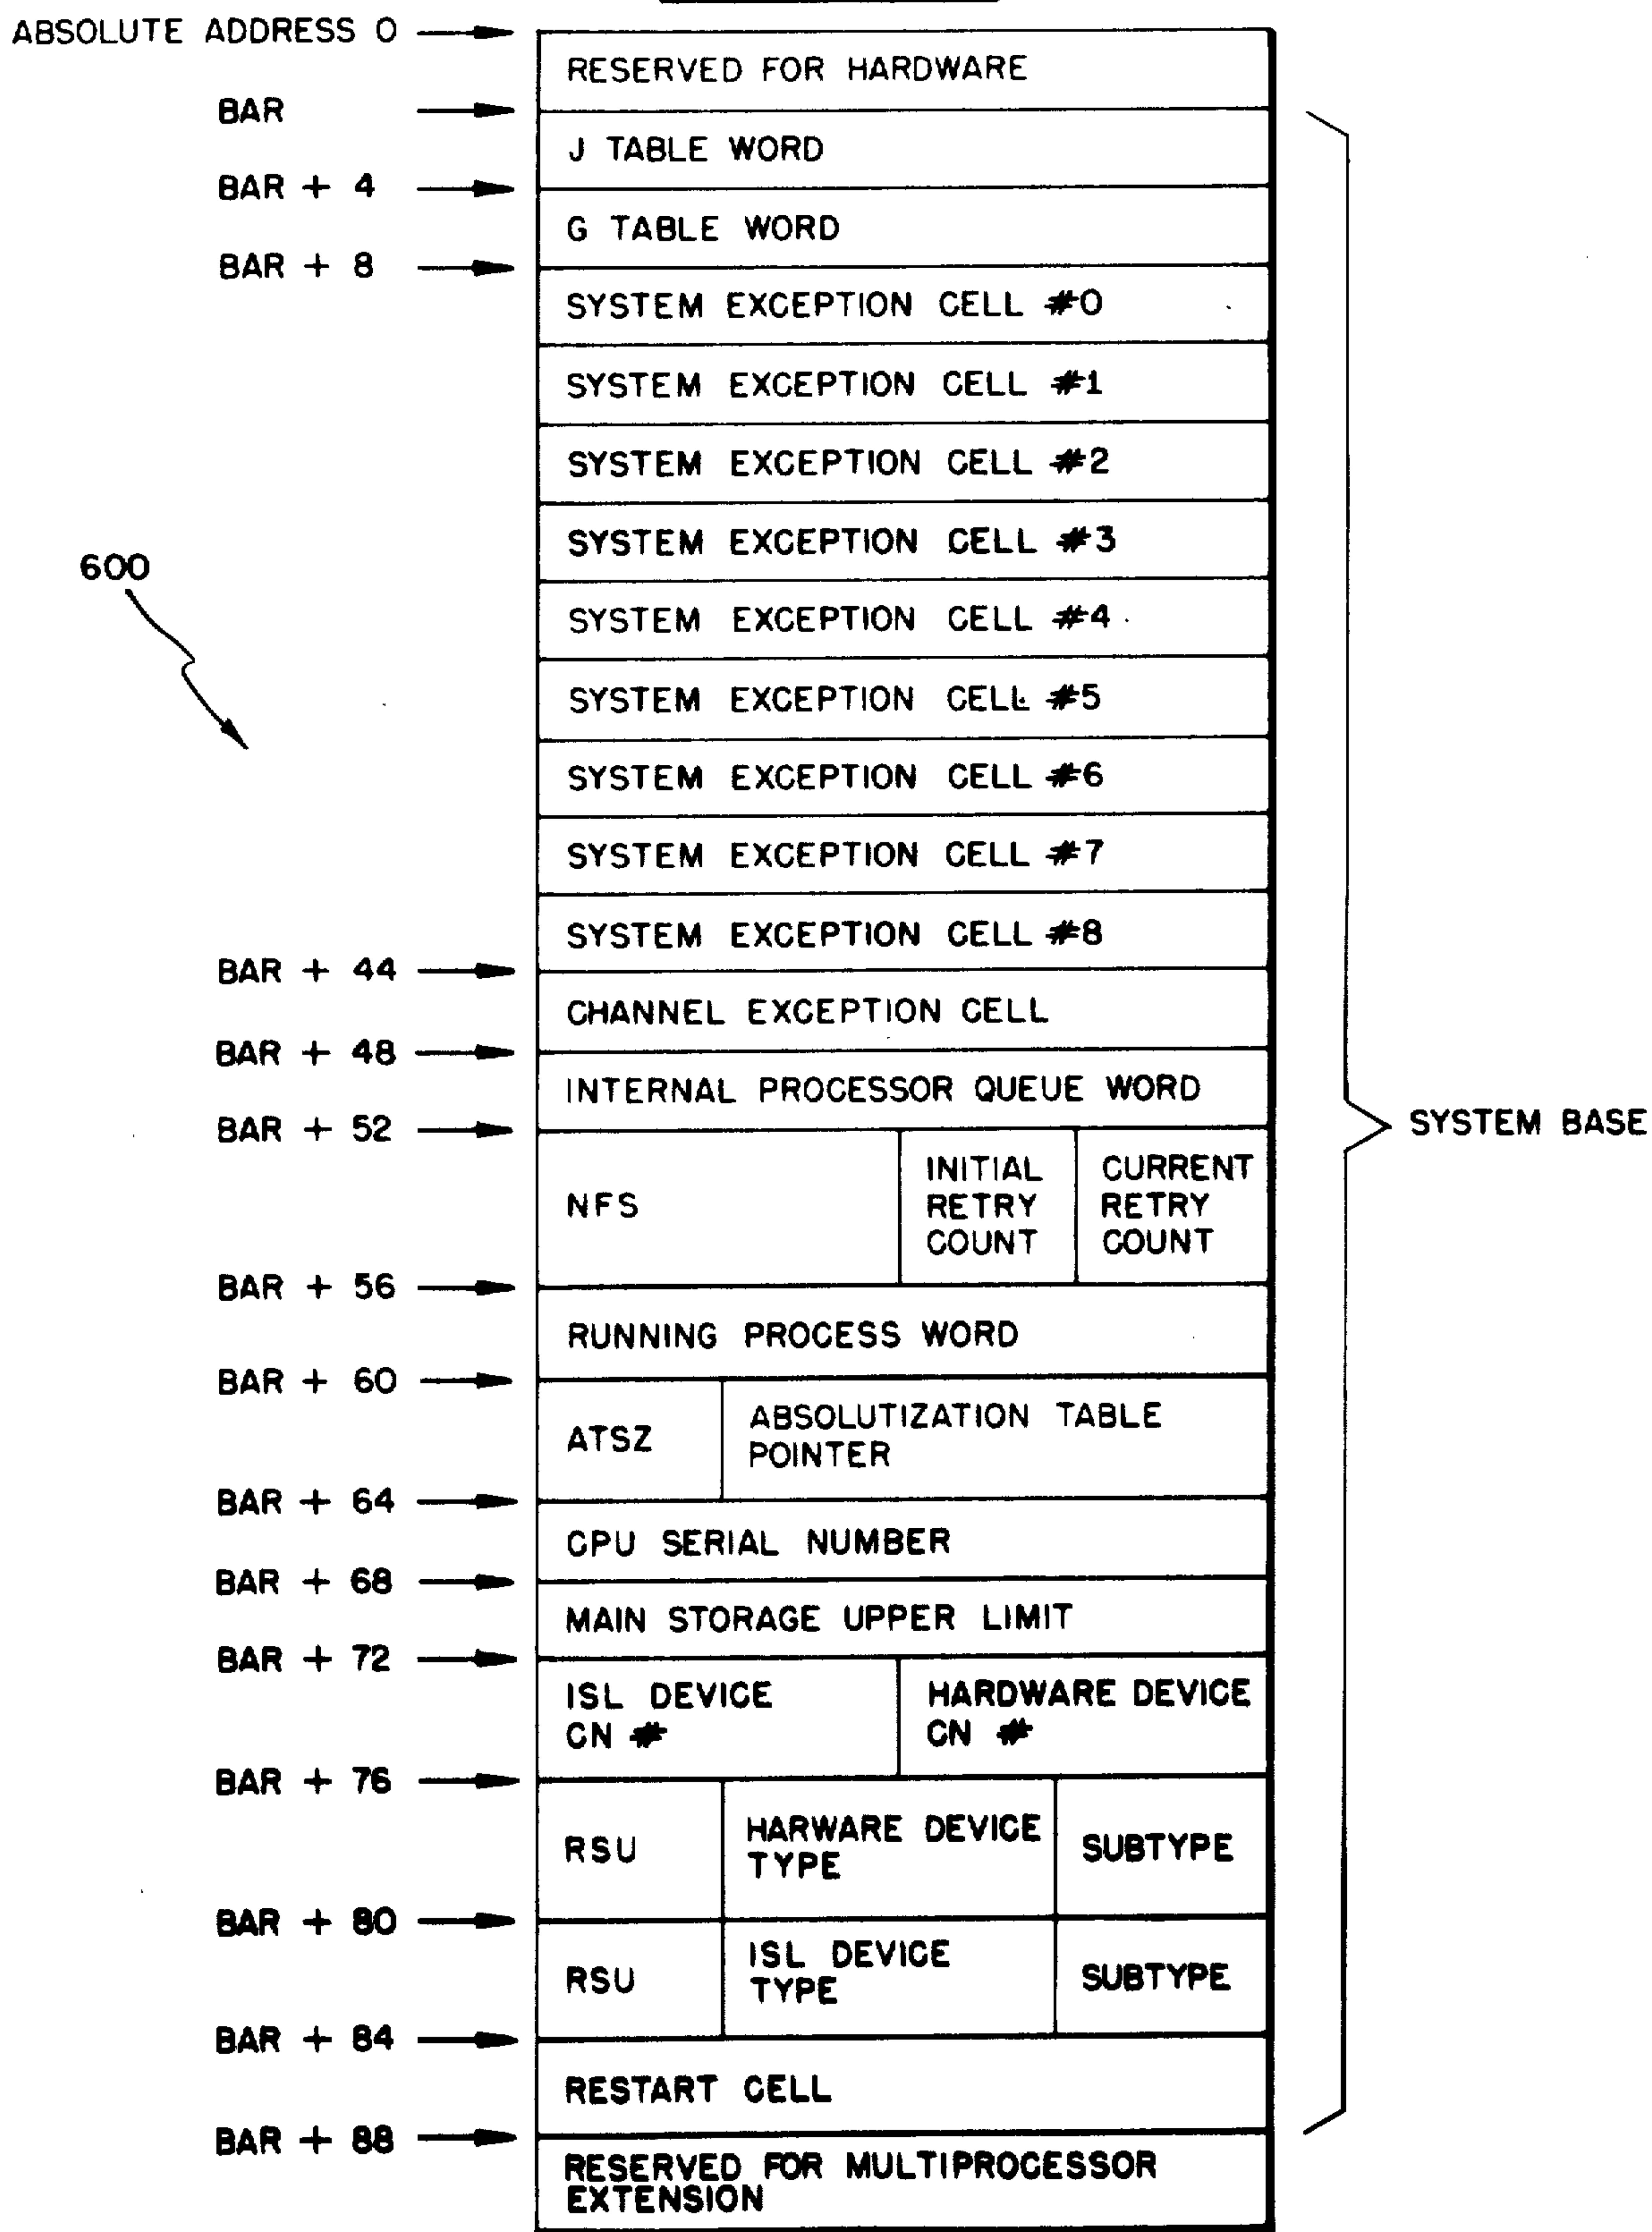 ABSOLUTE ADDRESS 0
RESERVED FOR HARDWARE
BAR
J TABLE WORD
BAR + 4
G TABLE WORD
BAR + 8
SYSTEM EXCEPTION CELL #0
SYSTEM EXCEPTION CELL #1
SYSTEM EXCEPTION CELL #2
SYSTEM EXCEPTION CELL #3
600
SYSTEM EXCEPTION CELL #4
SYSTEM EXCEPTION CELL #5
SYSTEM EXCEPTION CELL #6
SYSTEM EXCEPTION CELL #7
SYSTEM EXCEPTION CELL #8
BAR + 44
CHANNEL EXCEPTION CELL
BAR + 48
INTERNAL PROCESSOR QUEUE WORD
BAR + 52
SYSTEM BASE
NFS
INITIAL
RETRY
COUNT
CURRENT
RETRY
COUNT
BAR + 56
RUNNING PROCESS WORD
BAR + 60
ATSZ
ABSOLUTIZATION TABLE
POINTER
BAR + 64
CPU SERIAL NUMBER
BAR + 68
MAIN STORAGE UPPER LIMIT
BAR + 72
ISL DEVICE
CN #
HARDWARE DEVICE
CN #
BAR + 76
RSU
HARWARE DEVICE
TYPE
SUBTYPE
BAR + 80
RSU
ISL DEVICE
TYPE
SUBTYPE
BAR + 84
RESTART CELL
BAR + 88
RESERVED FOR MULTIPROCESSOR
EXTENSION